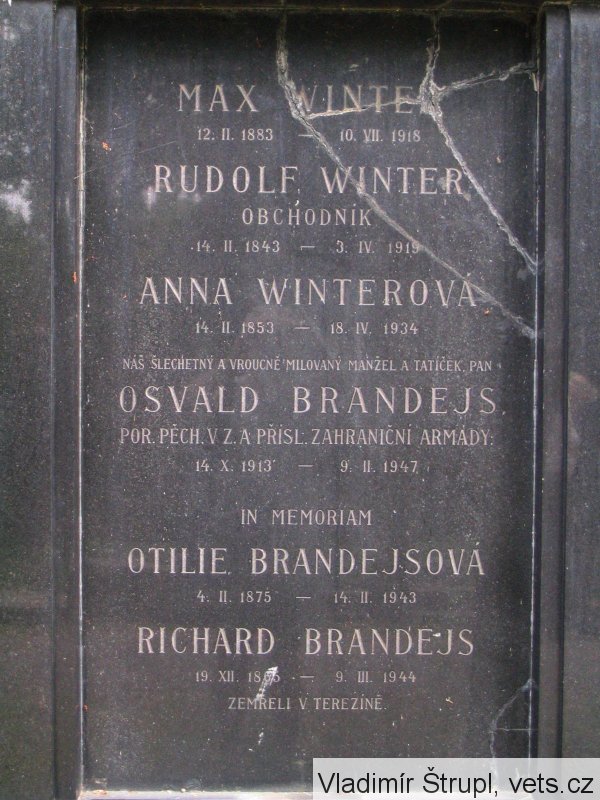 MAX WINTER
12. II. 1883 — 10. VII. 1918
RUDOLF WINTER
OBCHODNÍK
14. II. 1843 — 3. IV. 1919
ANNA WINTEROVÁ
14. II. 1853 — 18. IV. 1934
NÁŠ ŠLECHETNÝ A VROUCNĚ MILOVANÝ MANŽEL A TATÍČEK, PAN
OSVALD BRANDEJS,
POR. PĚCH. V Z. A PŘÍSL. ZAHRANIČNÍ ARMÁDY:
14. X. 1913 — 9. II. 1947
IN MEMORIAM
OTILIE BRANDEJSOVÁ
4. II. 1875 — 14. II. 1943
RICHARD BRANDEJS
19. XII. — 9. III. 1944
ZEMŘELI V TEREZÍNĚ.
Vladimír Štrupl, vets.cz